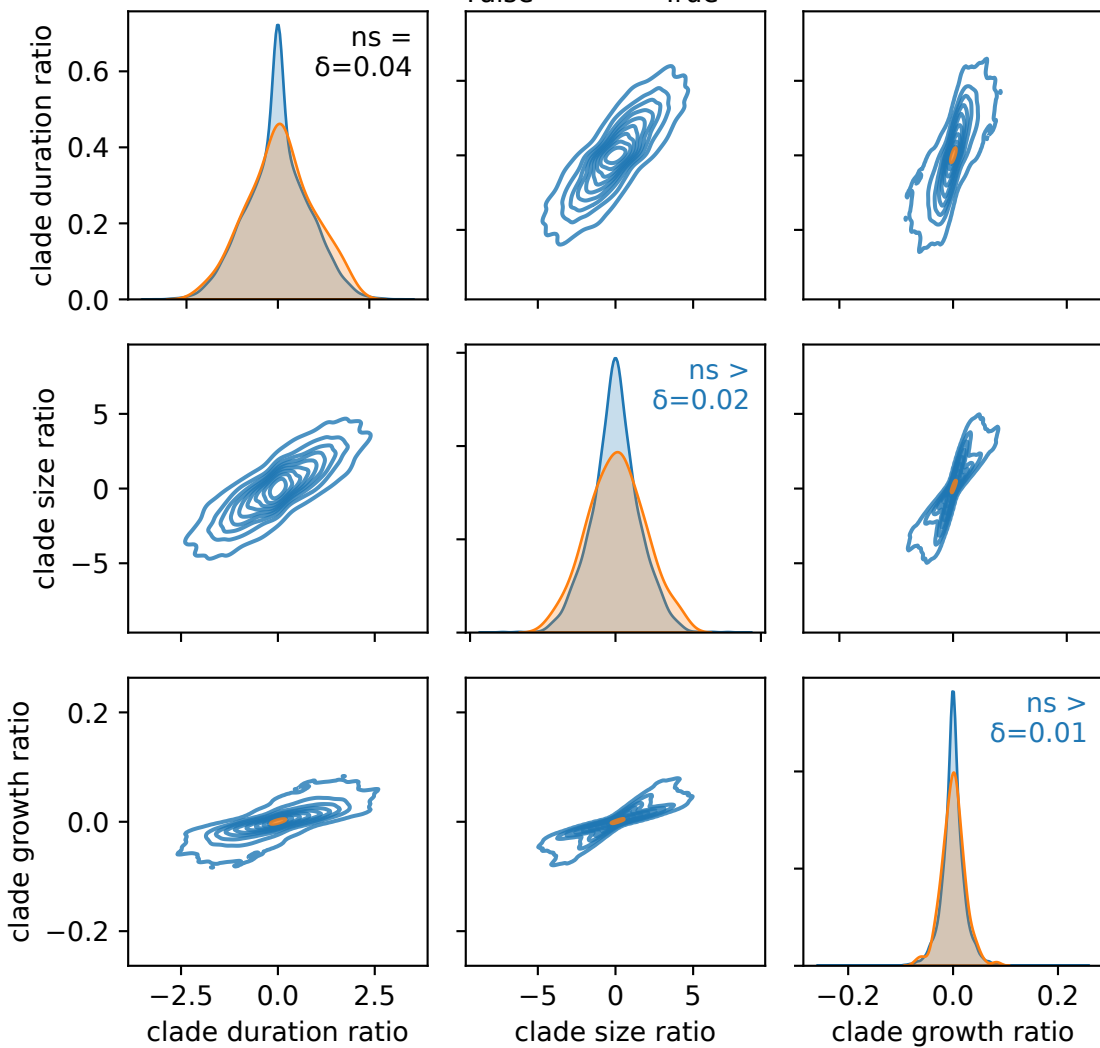 clade duration ratio
0.6
0.4
0.2
0.0
ns =
δ=0.04
clade size ratio
5
0
−5
ns >
δ=0.02
clade growth ratio
0.2
0.0
−0.2
ns >
δ=0.01
−2.5 0.0 2.5
−5 0 5
−0.2 0.0 0.2
clade duration ratio
clade size ratio
clade growth ratio